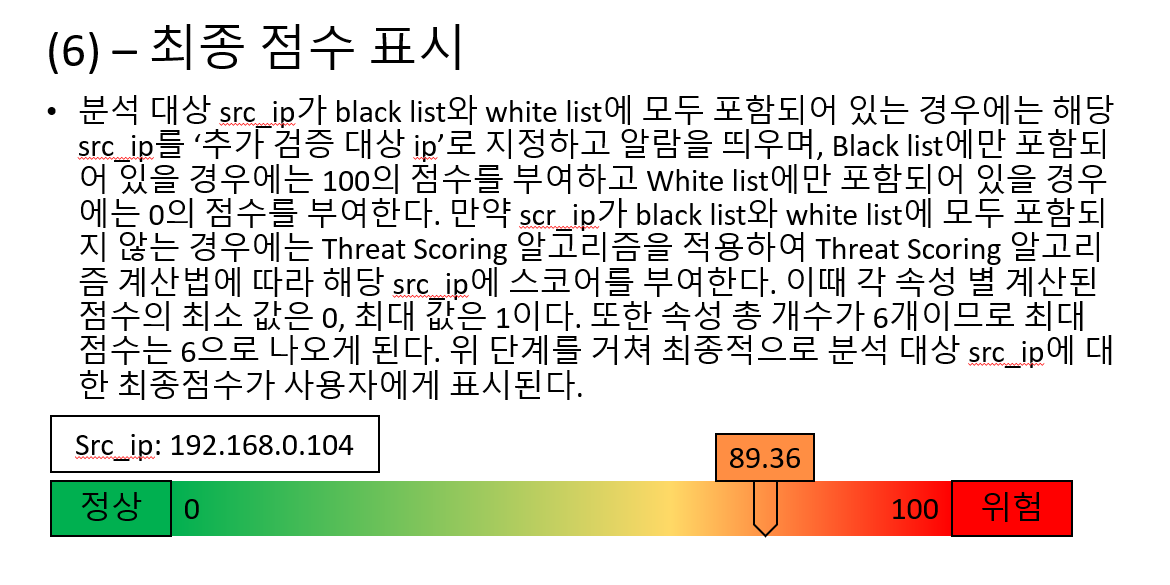 (6) – 최종 점수 표시
• 분석 대상 src_ip가 black list와 white list에 모두 포함되어 있는 경우에는 해당
src_ip를 ‘추가 검증 대상 ip’로 지정하고 알람을 띄우며, Black list에만 포함되
어 있을 경우에는 100의 점수를 부여하고 White list에만 포함되어 있을 경우
에는 0의 점수를 부여한다. 만약 scr_ip가 black list와 white list에 모두 포함되
지 않는 경우에는 Threat Scoring 알고리즘을 적용하여 Threat Scoring 알고리
즘 계산법에 따라 해당 src_ip에 스코어를 부여한다. 이때 각 속성 별 계산된
점수의 최소 값은 0, 최대 값은 1이다. 또한 속성 총 개수가 6개이므로 최대
점수는 6으로 나오게 된다. 위 단계를 거쳐 최종적으로 분석 대상 src_ip에 대
한 최종점수가 사용자에게 표시된다.
Src_ip: 192.168.0.104
89.36
정상 0 100 위험